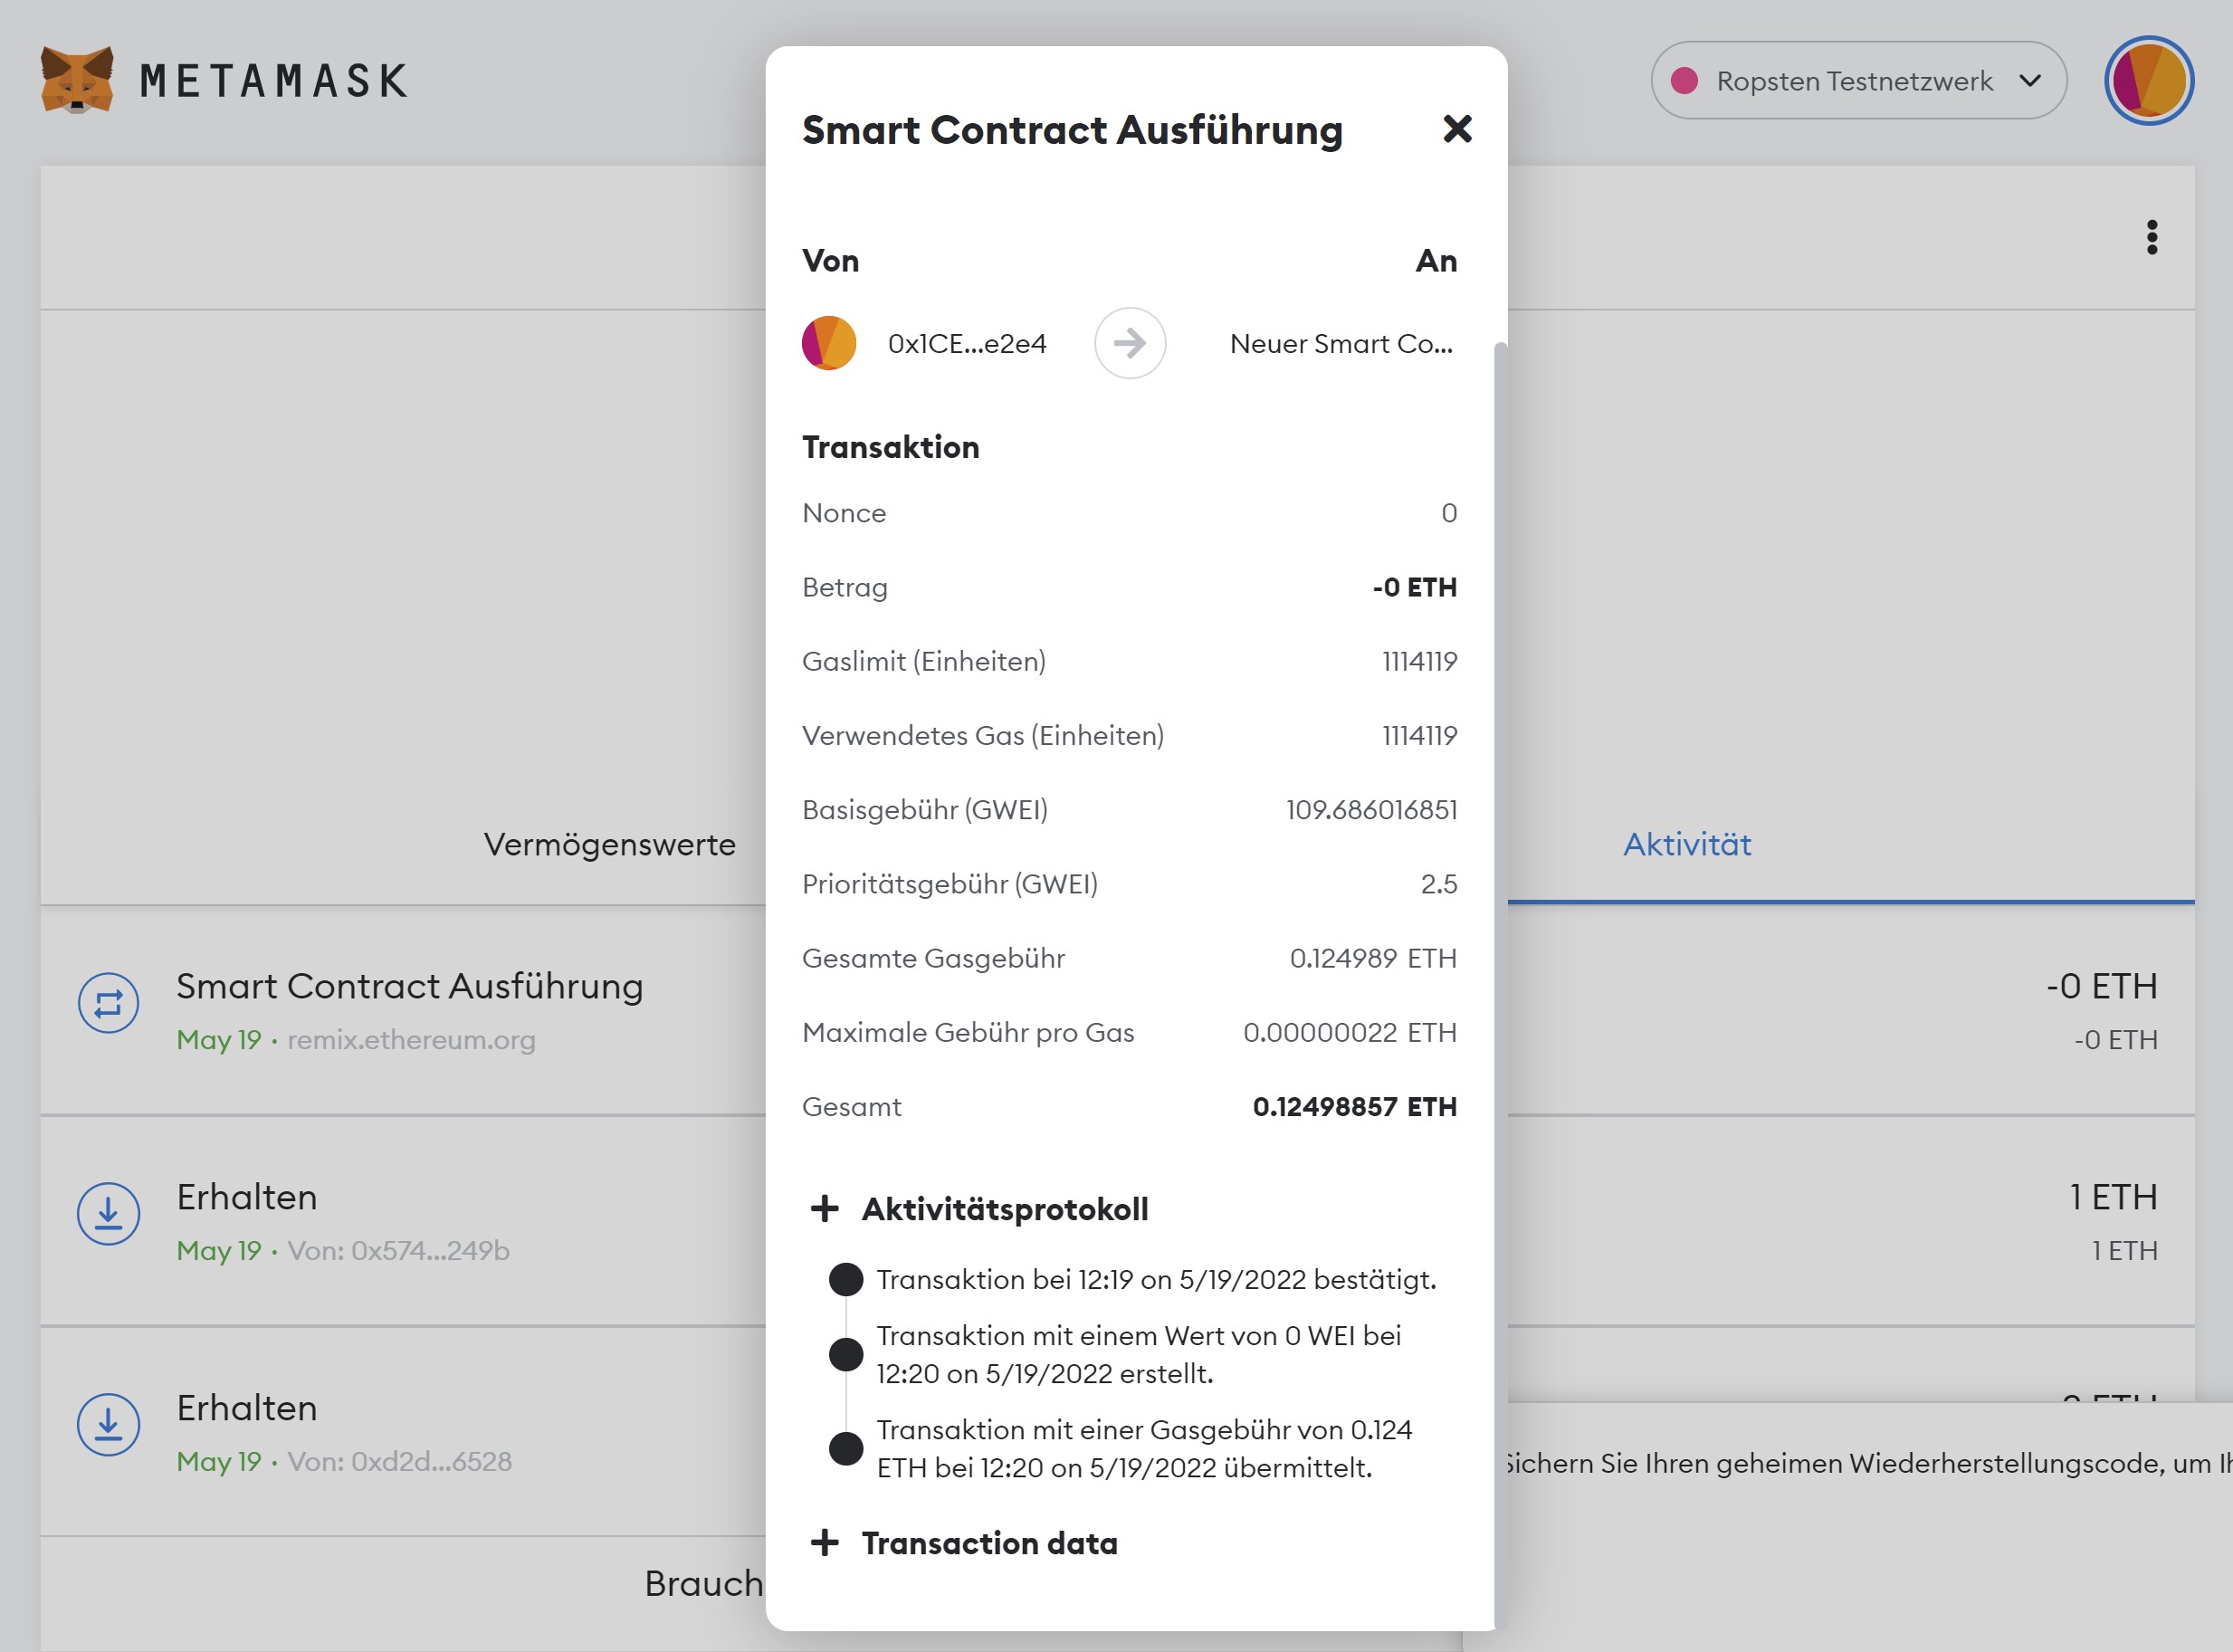 METAMASK
Ropsten Testnetzwerk
Smart Contract Ausführung
Von
An
0x1CE...e2e4
Neuer Smart Co...
Transaktion
Nonce
0
Betrag
-0 ETH
Gaslimit (Einheiten)
1114119
Verwendetes Gas (Einheiten)
1114119
Basisgebühr (GWEI)
109.686016851
Prioritätsgebühr (GWEI)
2.5
Gesamte Gasgebühr
0.124989 ETH
Maximale Gebühr pro Gas
0.00000022 ETH
Gesamt
0.12498857 ETH
Aktivitätsprotokoll
Transaktion bei 12:19 on 5/19/2022 bestätigt.
Transaktion mit einem Wert von 0 WEI bei
12:20 on 5/19/2022 erstellt.
Transaktion mit einer Gasgebühr von 0.124
ETH bei 12:20 on 5/19/2022 übermittelt.
Transaction data
Vermögenswerte
Aktivität
Smart Contract Ausführung
May 19 · remix.ethereum.org
-0 ETH
-0 ETH
Erhalten
May 19 · Von: 0x574...249b
1 ETH
1 ETH
Erhalten
May 19 · Von: 0xd2d...6528
ETH
Sichern Sie Ihren geheimen Wiederherstellungscode, um
Brauch